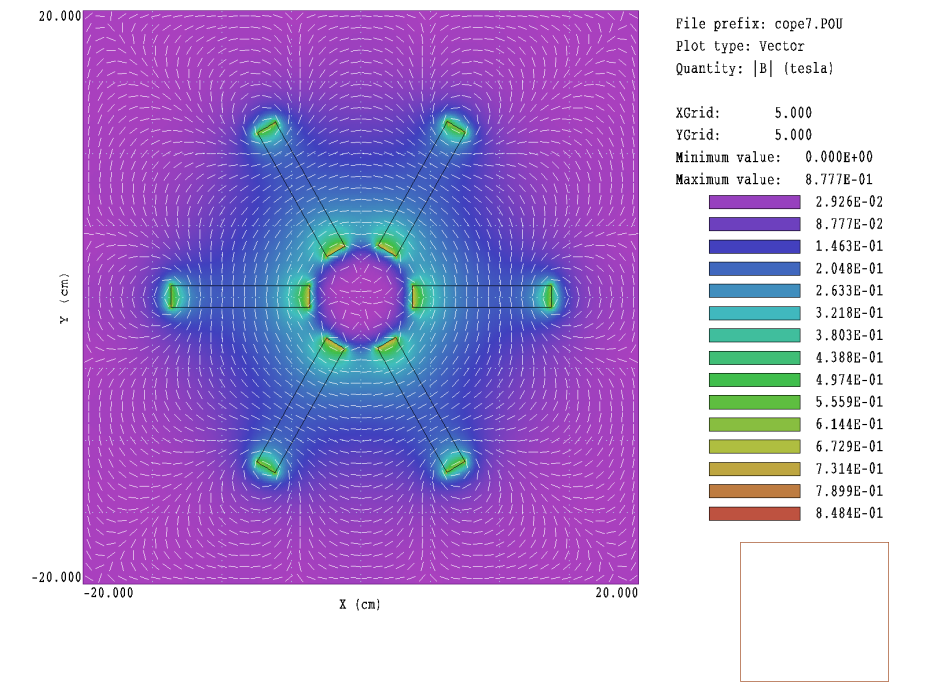 20.000
-20.000
Y (cm)
-20.000
20.000
X (cm)
File prefix: cope7.POU
Plot type: Vector
Quantity: |B| (tesla)
XGrid: 5.000
YGrid: 5.000
Minimum value: 0.000E+00
Maximum value: 8.777E-01
2.926E-02
8.777E-02
1.463E-01
2.048E-01
2.633E-01
3.218E-01
3.803E-01
4.388E-01
4.974E-01
5.559E-01
6.144E-01
6.729E-01
7.314E-01
7.899E-01
8.484E-01